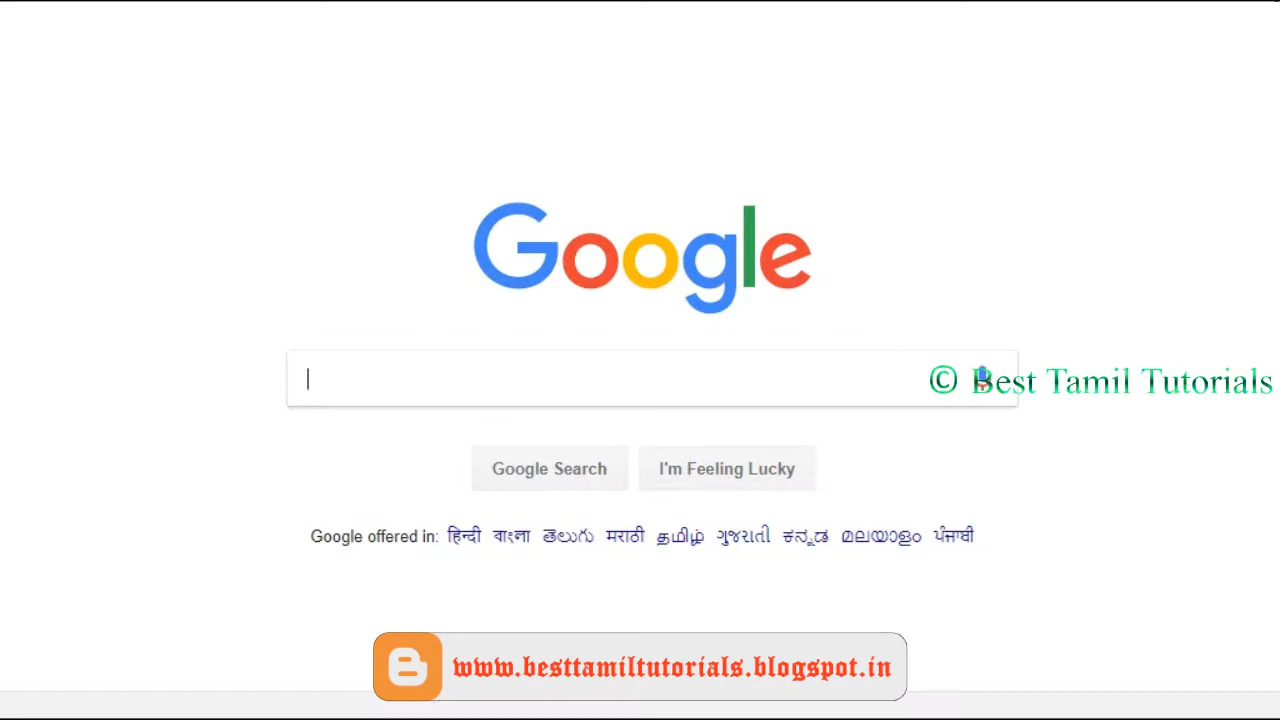 Google
© Best Tamil Tutorials
Google Search I'm Feeling Lucky
Google offered in: हिन्दी বাংলা తెలుగు मराठी தமிழ் ગુજરાતી ಕನ್ನಡ മലയാളം ਪੰਜਾਬੀ
www.besttamiltutorials.blogspot.in